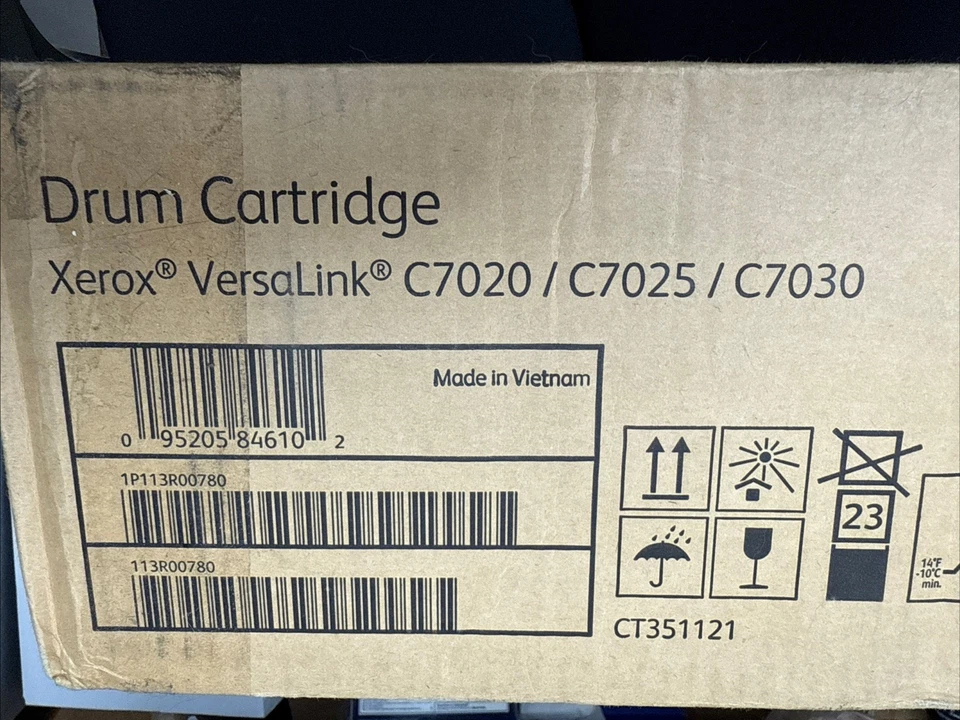 Drum Cartridge
Xerox® VersaLink® C7020 / C7025 / C7030
Made in Vietnam
0 95205 84610 2
1P113R00780
113R00780
23
14°F
-10°C
min.
CT351121